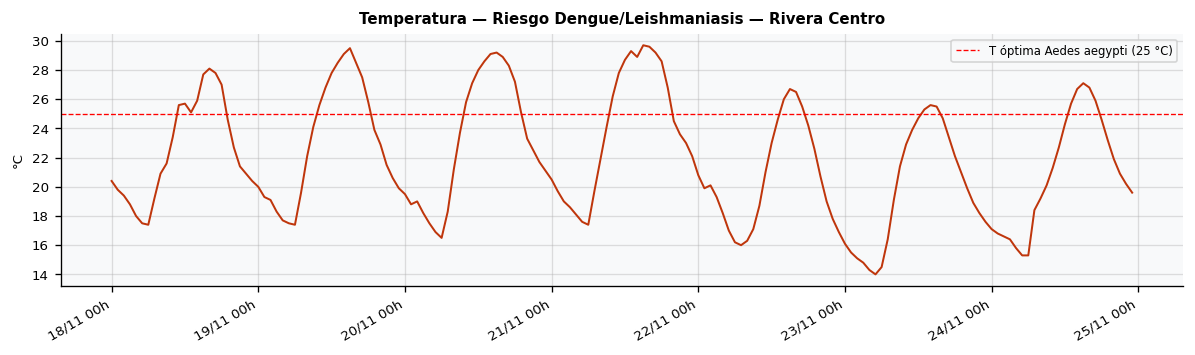 Temperatura — Riesgo Dengue/Leishmaniasis — Rivera Centro
T óptima Aedes aegypti (25 °C)
°C
30
28
26
24
22
20
18
16
14
18/11 00h
19/11 00h
20/11 00h
21/11 00h
22/11 00h
23/11 00h
24/11 00h
25/11 00h